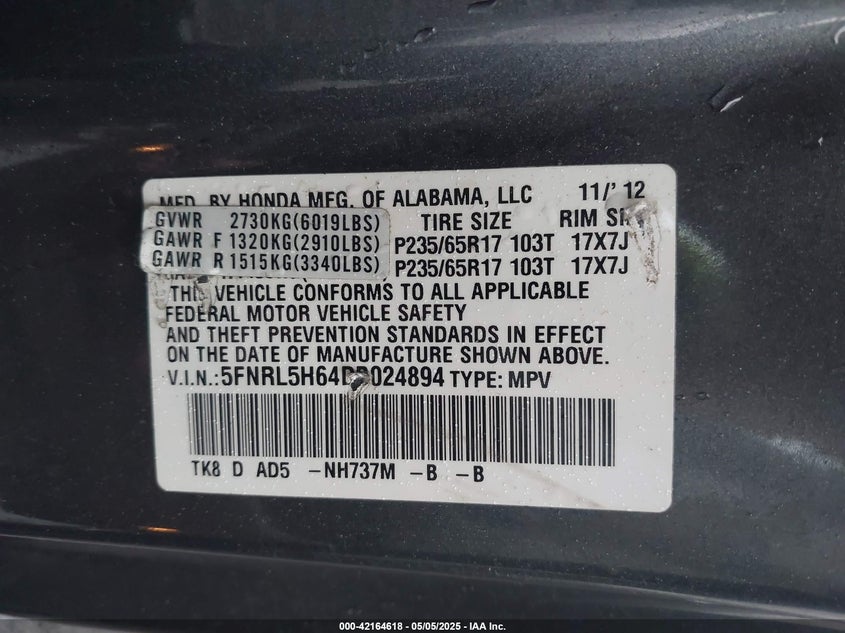 MFD. BY HONDA MFG. OF ALABAMA, LLC 11/'12
GVWR 2730KG(6019LBS) TIRE SIZE RIM
GAWR F 1320KG(2910LBS) P235/65R17 103T 17X7J
GAWR R 1515KG(3340LBS) P235/65R17 103T 17X7J
THIS VEHICLE CONFORMS TO ALL APPLICABLE
FEDERAL MOTOR VEHICLE SAFETY
AND THEFT PREVENTION STANDARDS IN EFFECT
ON THE DATE OF MANUFACTURE SHOWN ABOVE.
V.I.N.: TYPE: MPV
TK8 D AD5 -NH737M -B -B
000-42164618 - 05/05/2025 - IAA Inc.